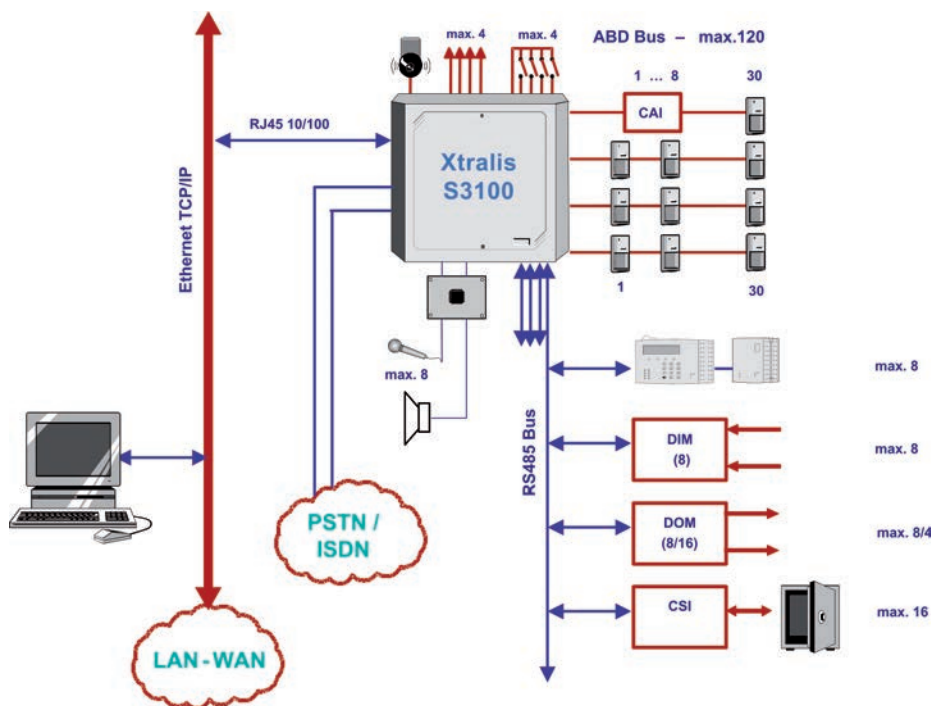 max. 4
max. 4
ABD Bus – max.120
1 ... 8
30
CAI
RJ45 10/100
Xtralis
S3100
Ethernet TCP/IP
1
30
max. 8
RS485 Bus
max. 8
DIM
(8)
max. 8
PSTN /
ISDN
DOM
(8/16)
max. 8/4
CSI
max. 16
LAN - WAN